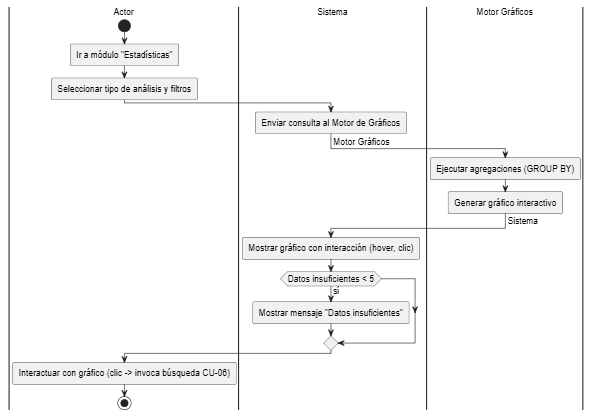 Actor
Sistema
Motor Gráficos
Ir a módulo "Estadísticas"
Seleccionar tipo de análisis y filtros
Enviar consulta al Motor de Gráficos
Motor Gráficos
Ejecutar agregaciones (GROUP BY)
Generar gráfico interactivo
Sistema
Mostrar gráfico con interacción (hover, clic)
Datos insuficientes < 5
sí
Mostrar mensaje "Datos insuficientes"
Interactuar con gráfico (clic -> invoca búsqueda CU-06)